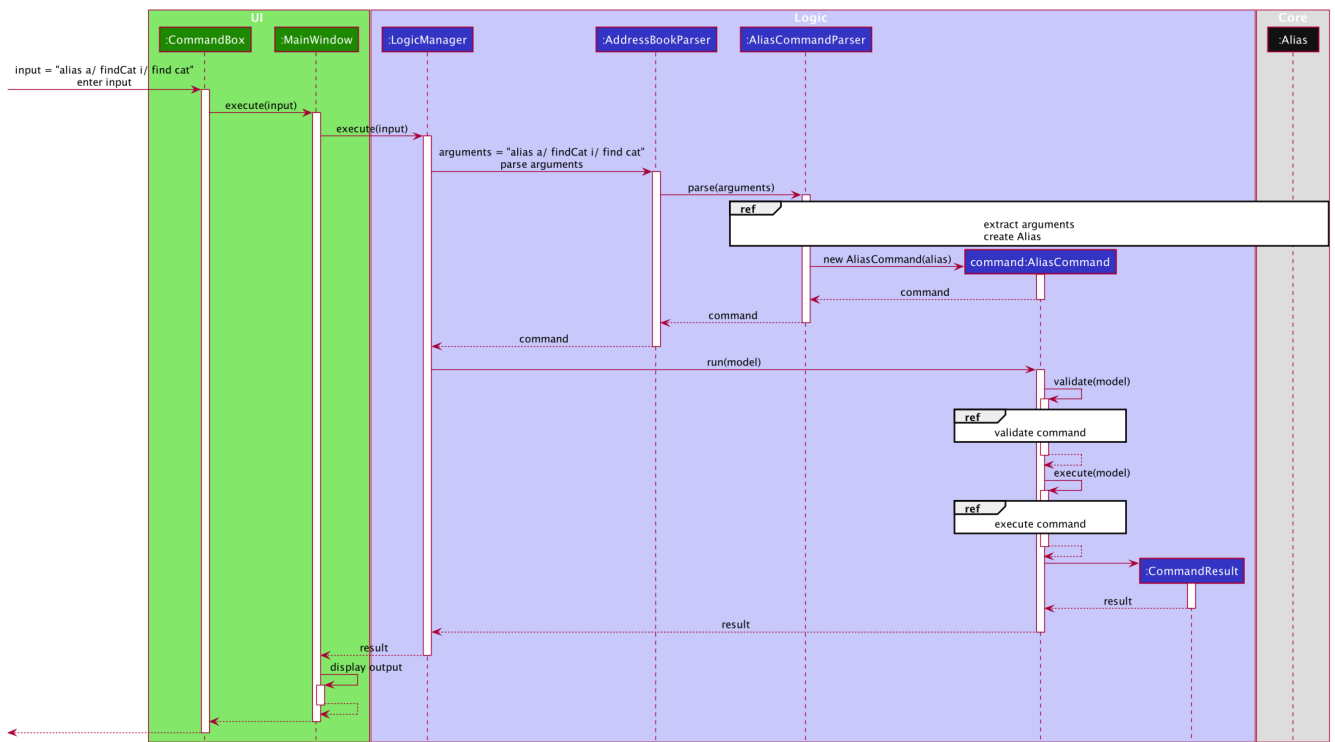 UI
Logic
Core
:CommandBox
:MainWindow
:LogicManager
:AddressBookParser
:AliasCommandParser
:Alias
input = "alias a/ findCat i/ find cat"
enter input
execute(input)
execute(input)
arguments = "alias a/ findCat i/ find cat"
parse arguments
parse(arguments)
ref
extract arguments
create Alias
new AliasCommand(alias)
command:AliasCommand
command
command
command
run(model)
validate(model)
ref
validate command
execute(model)
ref
execute command
:CommandResult
result
result
result
display output